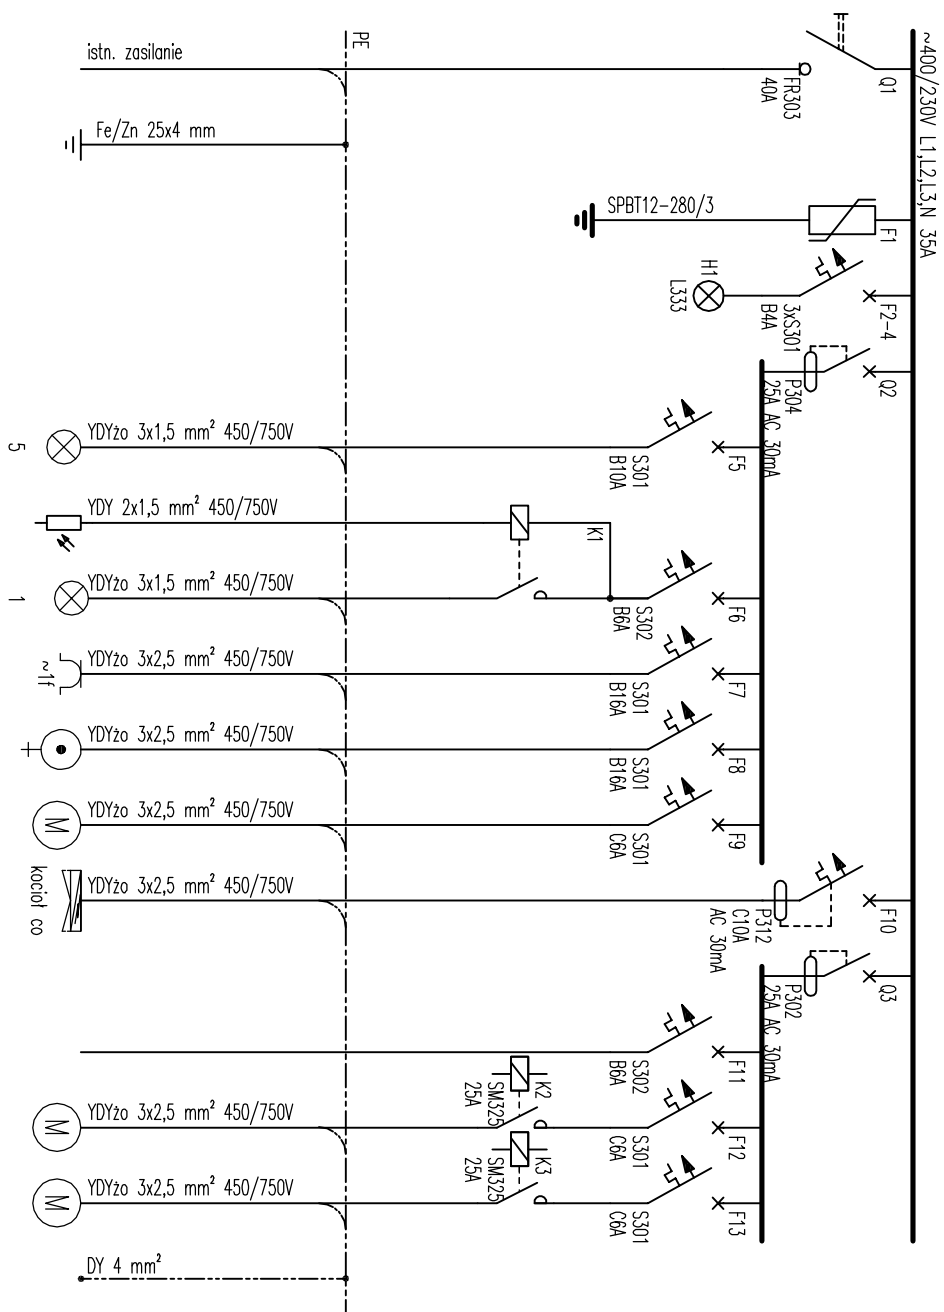 ~400/230V L1,L2,L3,N 35A
Q1
FR303
40A
istn. zasilanie
PE
Fe/Zn 25x4 mm
F1
SPBT12-280/3
F2-4
3xS301
B4A
H1
L333
Q2
P304
25A AC 30mA
F5
S301
B10A
YDYżo 3x1,5 mm² 450/750V
5
K1
YDY 2x1,5 mm² 450/750V
F6
S302
B6A
YDYżo 3x1,5 mm² 450/750V
1
F7
S301
B16A
YDYżo 3x2,5 mm² 450/750V
~1f
F8
S301
B16A
YDYżo 3x2,5 mm² 450/750V
F9
S301
C6A
YDYżo 3x2,5 mm² 450/750V
M
F10
P312
C10A
AC 30mA
YDYżo 3x2,5 mm² 450/750V
kocioł co
Q3
P302
25A AC 30mA
F11
S302
B6A
F12
S301
C6A
K2
SM325
25A
YDYżo 3x2,5 mm² 450/750V
M
F13
S301
C6A
K3
SM325
25A
YDYżo 3x2,5 mm² 450/750V
M
DY 4 mm²